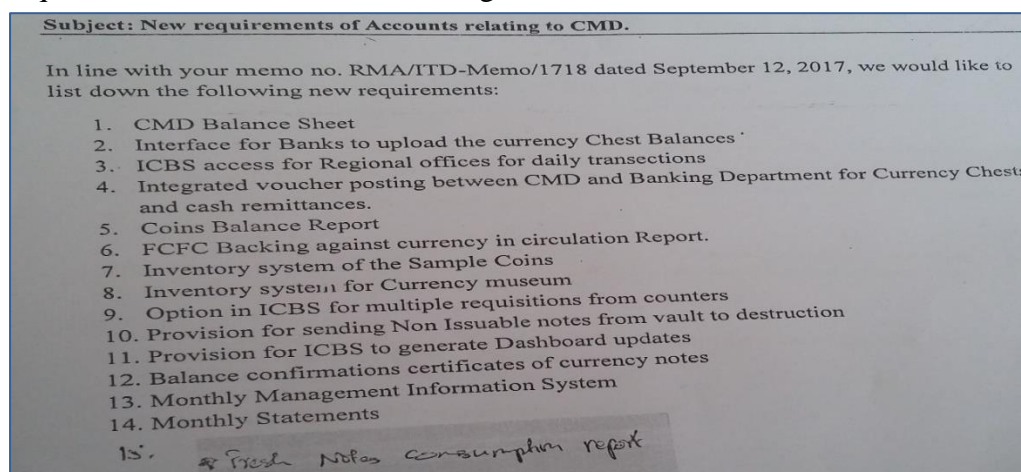 Subject: New requirements of Accounts relating to CMD.
In line with your memo no. RMA/ITD-Memo/1718 dated September 12, 2017, we would like to
list down the following new requirements:
1. CMD Balance Sheet
2. Interface for Banks to upload the currency Chest Balances
3. ICBS access for Regional offices for daily transections
4. Integrated voucher posting between CMD and Banking Department for Currency Chests
and cash remittances.
5. Coins Balance Report
6. FCFC Backing against currency in circulation Report.
7. Inventory system of the Sample Coins
8. Inventory system for Currency museum
9. Option in ICBS for multiple requisitions from counters
10. Provision for sending Non Issuable notes from vault to destruction
11. Provision for ICBS to generate Dashboard updates
12. Balance confirmations certificates of currency notes
13. Monthly Management Information System
14. Monthly Statements
15. Fresh Notes consumption report